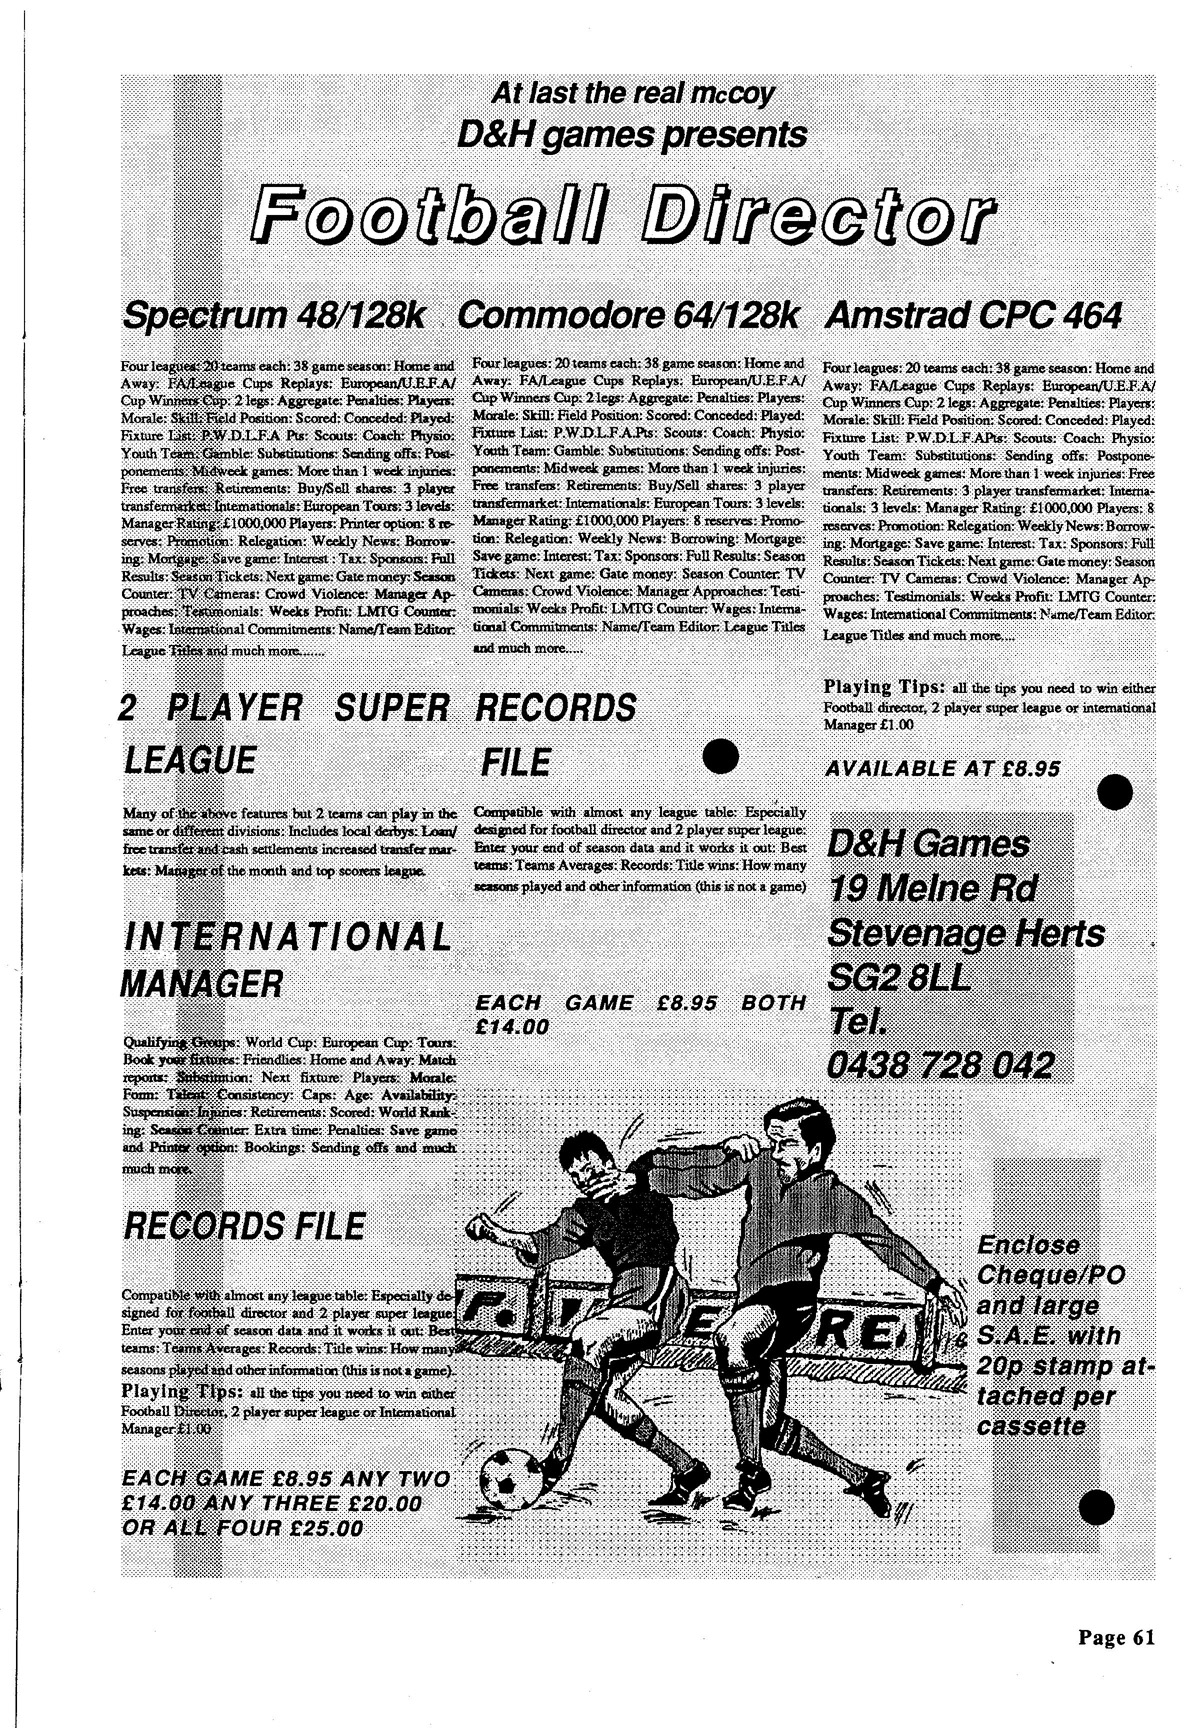 At last the real mccoy
D&H games presents
Football Director
Spectrum 48/128k
Four leagues: 20 teams each: 38 game season: Home and
Away: FA/League Cups Replays: European/U.E.F.A/
Cup Winners Cup: 2 legs: Aggregate: Penalties: Players:
Morale: Skill: Field Position: Scored: Conceded: Played:
Fixture List: P.W.D.L.F.A Pts: Scouts: Coach: Physio:
Youth Team: Gamble: Substitutions: Sending offs: Post-
ponements: Midweek games: More than 1 week injuries:
Free transfers: Retirements: Buy/Sell shares: 3 player
transfermarket: Internationals: European Tours: 3 levels:
Manager Rating: £1000,000 Players: Printer option: 8 re-
serves: Promotion: Relegation: Weekly News: Borrow-
ing: Mortgage: Save game: Interest : Tax: Sponsors: Full
Results: Season Tickets: Next game: Gate money: Season
Counter: TV Cameras: Crowd Violence: Manager Ap-
proaches: Testimonials: Weeks Profit: LMTG Counter:
Wages: International Commitments: Name/Team Editor:
League Titles and much more.......
2 PLAYER SUPER
LEAGUE
Many of the above features but 2 teams can play in the
same or different divisions: Includes local derbys: Loan/
free transfer and cash settlements increased transfer mar-
kets: Manager of the month and top scorers league.
INTERNATIONAL
MANAGER
Qualifying Groups: World Cup: European Cup: Tours:
Book your fixtures: Friendlies: Home and Away: Match
reports: Substitution: Next fixture: Players: Morale:
Form: Talent: Consistency: Caps: Age: Availability:
Suspension: Injuries: Retirements: Scored: World Rank-
ing: Season Counter: Extra time: Penalties: Save game
and Printer option: Bookings: Sending offs and much
much more.
RECORDS FILE
Compatible with almost any league table: Especially de-
signed for football director and 2 player super league
Enter your end of season data and it works it out: Best
teams: Teams Averages: Records: Title wins: How many
seasons played and other information (this is not a game).
Playing Tips: all the tips you need to win either
Football Director, 2 player super league or International
Manager £1.00
EACH GAME £8.95 ANY TWO
£14.00 ANY THREE £20.00
OR ALL FOUR £25.00
Commodore 64/128k
Four leagues: 20 teams each: 38 game season: Home and
Away: FA/League Cups Replays: European/U.E.F.A/
Cup Winners Cup: 2 legs: Aggregate: Penalties: Players:
Morale: Skill: Field Position: Scored: Conceded: Played:
Fixture List: P.W.D.L.F.A.Pts: Scouts: Coach: Physio:
Youth Team: Gamble: Substitutions: Sending offs: Post-
ponements: Midweek games: More than 1 week injuries:
Free transfers: Retirements: Buy/Sell shares: 3 player
transfermarket: Internationals: European Tours: 3 levels:
Manager Rating: £1000,000 Players: 8 reserves: Promo-
tion: Relegation: Weekly News: Borrowing: Mortgage:
Save game: Interest: Tax: Sponsors: Full Results: Season
Tickets: Next game: Gate money: Season Counter: TV
Cameras: Crowd Violence: Manager Approaches: Testi-
monials: Weeks Profit: LMTG Counter: Wages: Interna-
tional Commitments: Name/Team Editor: League Titles
and much more.....
RECORDS
FILE
Compatible with almost any league table: Especially
designed for football director and 2 player super league:
Enter your end of season data and it works it out: Best
teams: Teams Averages: Records: Title wins: How many
seasons played and other information (this is not a game)
EACH GAME £8.95 BOTH
£14.00
Amstrad CPC 464
Four leagues: 20 teams each: 38 game season: Home and
Away: FA/League Cups Replays: European/U.E.F.A/
Cup Winners Cup: 2 legs: Aggregate: Penalties: Players:
Morale: Skill: Field Position: Scored: Conceded: Played:
Fixture List: P.W.D.L.F.APts: Scouts: Coach: Physio:
Youth Team: Substitutions: Sending offs: Postpone-
ments: Midweek games: More than 1 week injuries: Free
transfers: Retirements: 3 player transfermarket: Interna-
tionals: 3 levels: Manager Rating: £1000,000 Players: 8
reserves: Promotion: Relegation: Weekly News: Borrow-
ing: Mortgage: Save game: Interest: Tax: Sponsors: Full
Results: Season Tickets: Next game: Gate money: Season
Counter: TV Cameras: Crowd Violence: Manager Ap-
proaches: Testimonials: Weeks Profit: LMTG Counter:
Wages: International Commitments: Name/Team Editor:
League Titles and much more....
Playing Tips: all the tips you need to win either
Football director, 2 player super league or international
Manager £1.00
AVAILABLE AT £8.95
D&H Games
19 Melne Rd
Stevenage Herts
SG2 8LL
Tel.
0438 728 042
Enclose
Cheque/PO
and large
S.A.E. with
20p stamp at-
tached per
cassette
Page 61